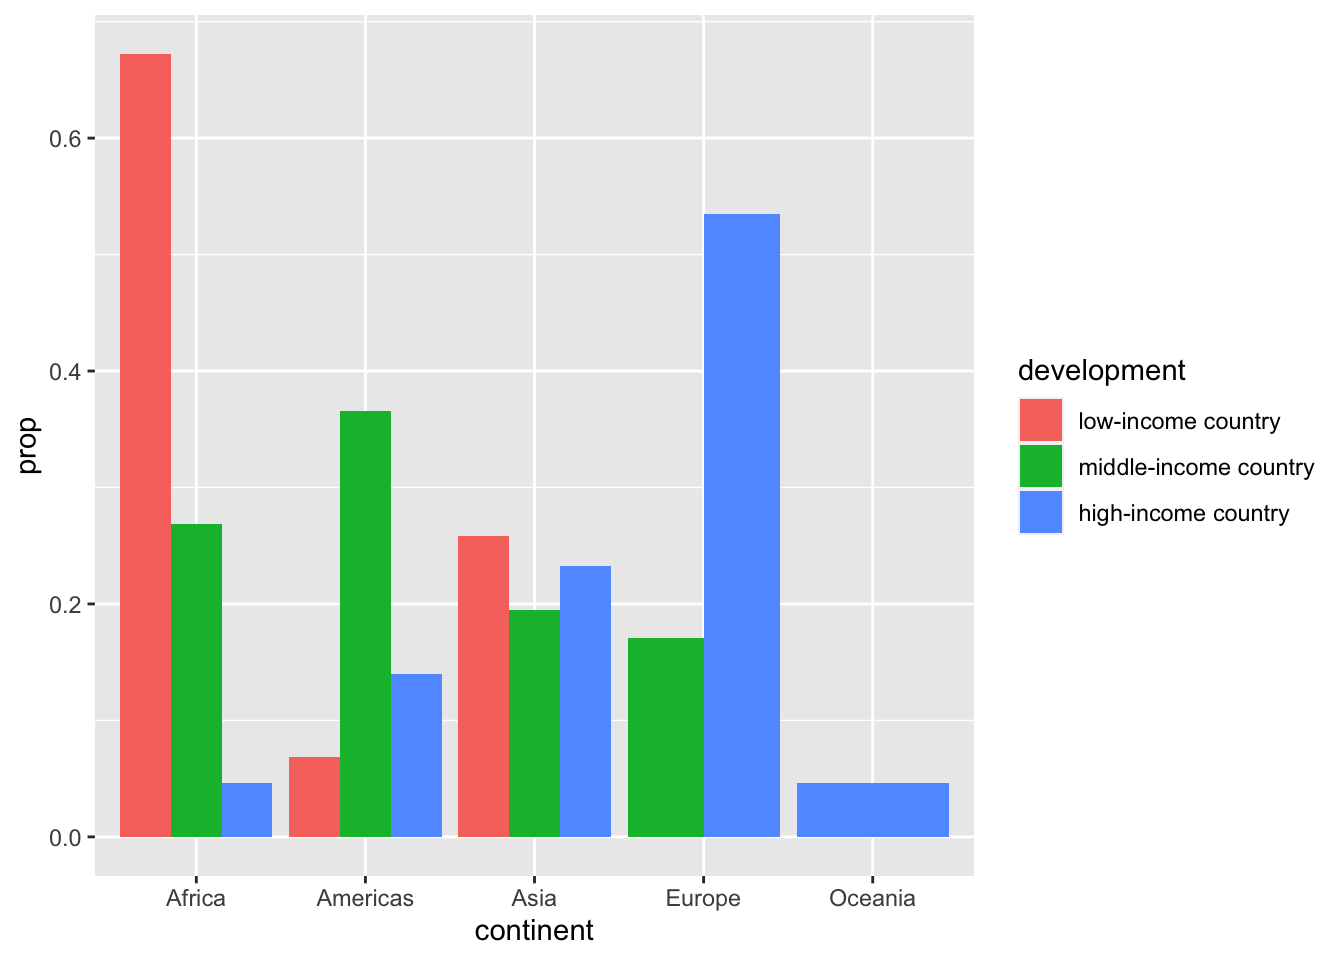 0.6
0.4
0.2
0.0
prop
Africa
Americas
Asia
Europe
Oceania
continent
development
low-income country
middle-income country
high-income country